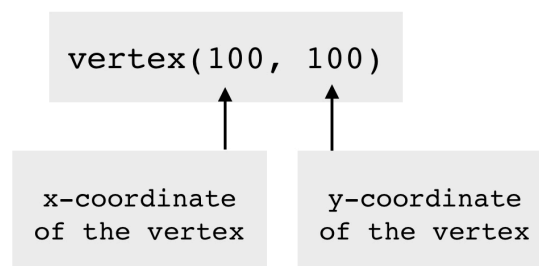 vertex(100, 100)
x-coordinate
of the vertex
y-coordinate
of the vertex